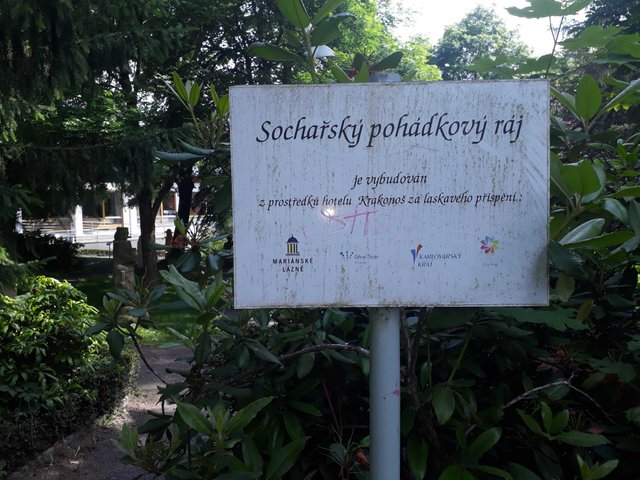 Sochařský pohádkový ráj
je vybudován
z prostředků hotelu Krakonoš za laskavého přispění :
MARIÁNSKÉ
LÁZNĚ
KARLOVARSKÝ
KRAJ